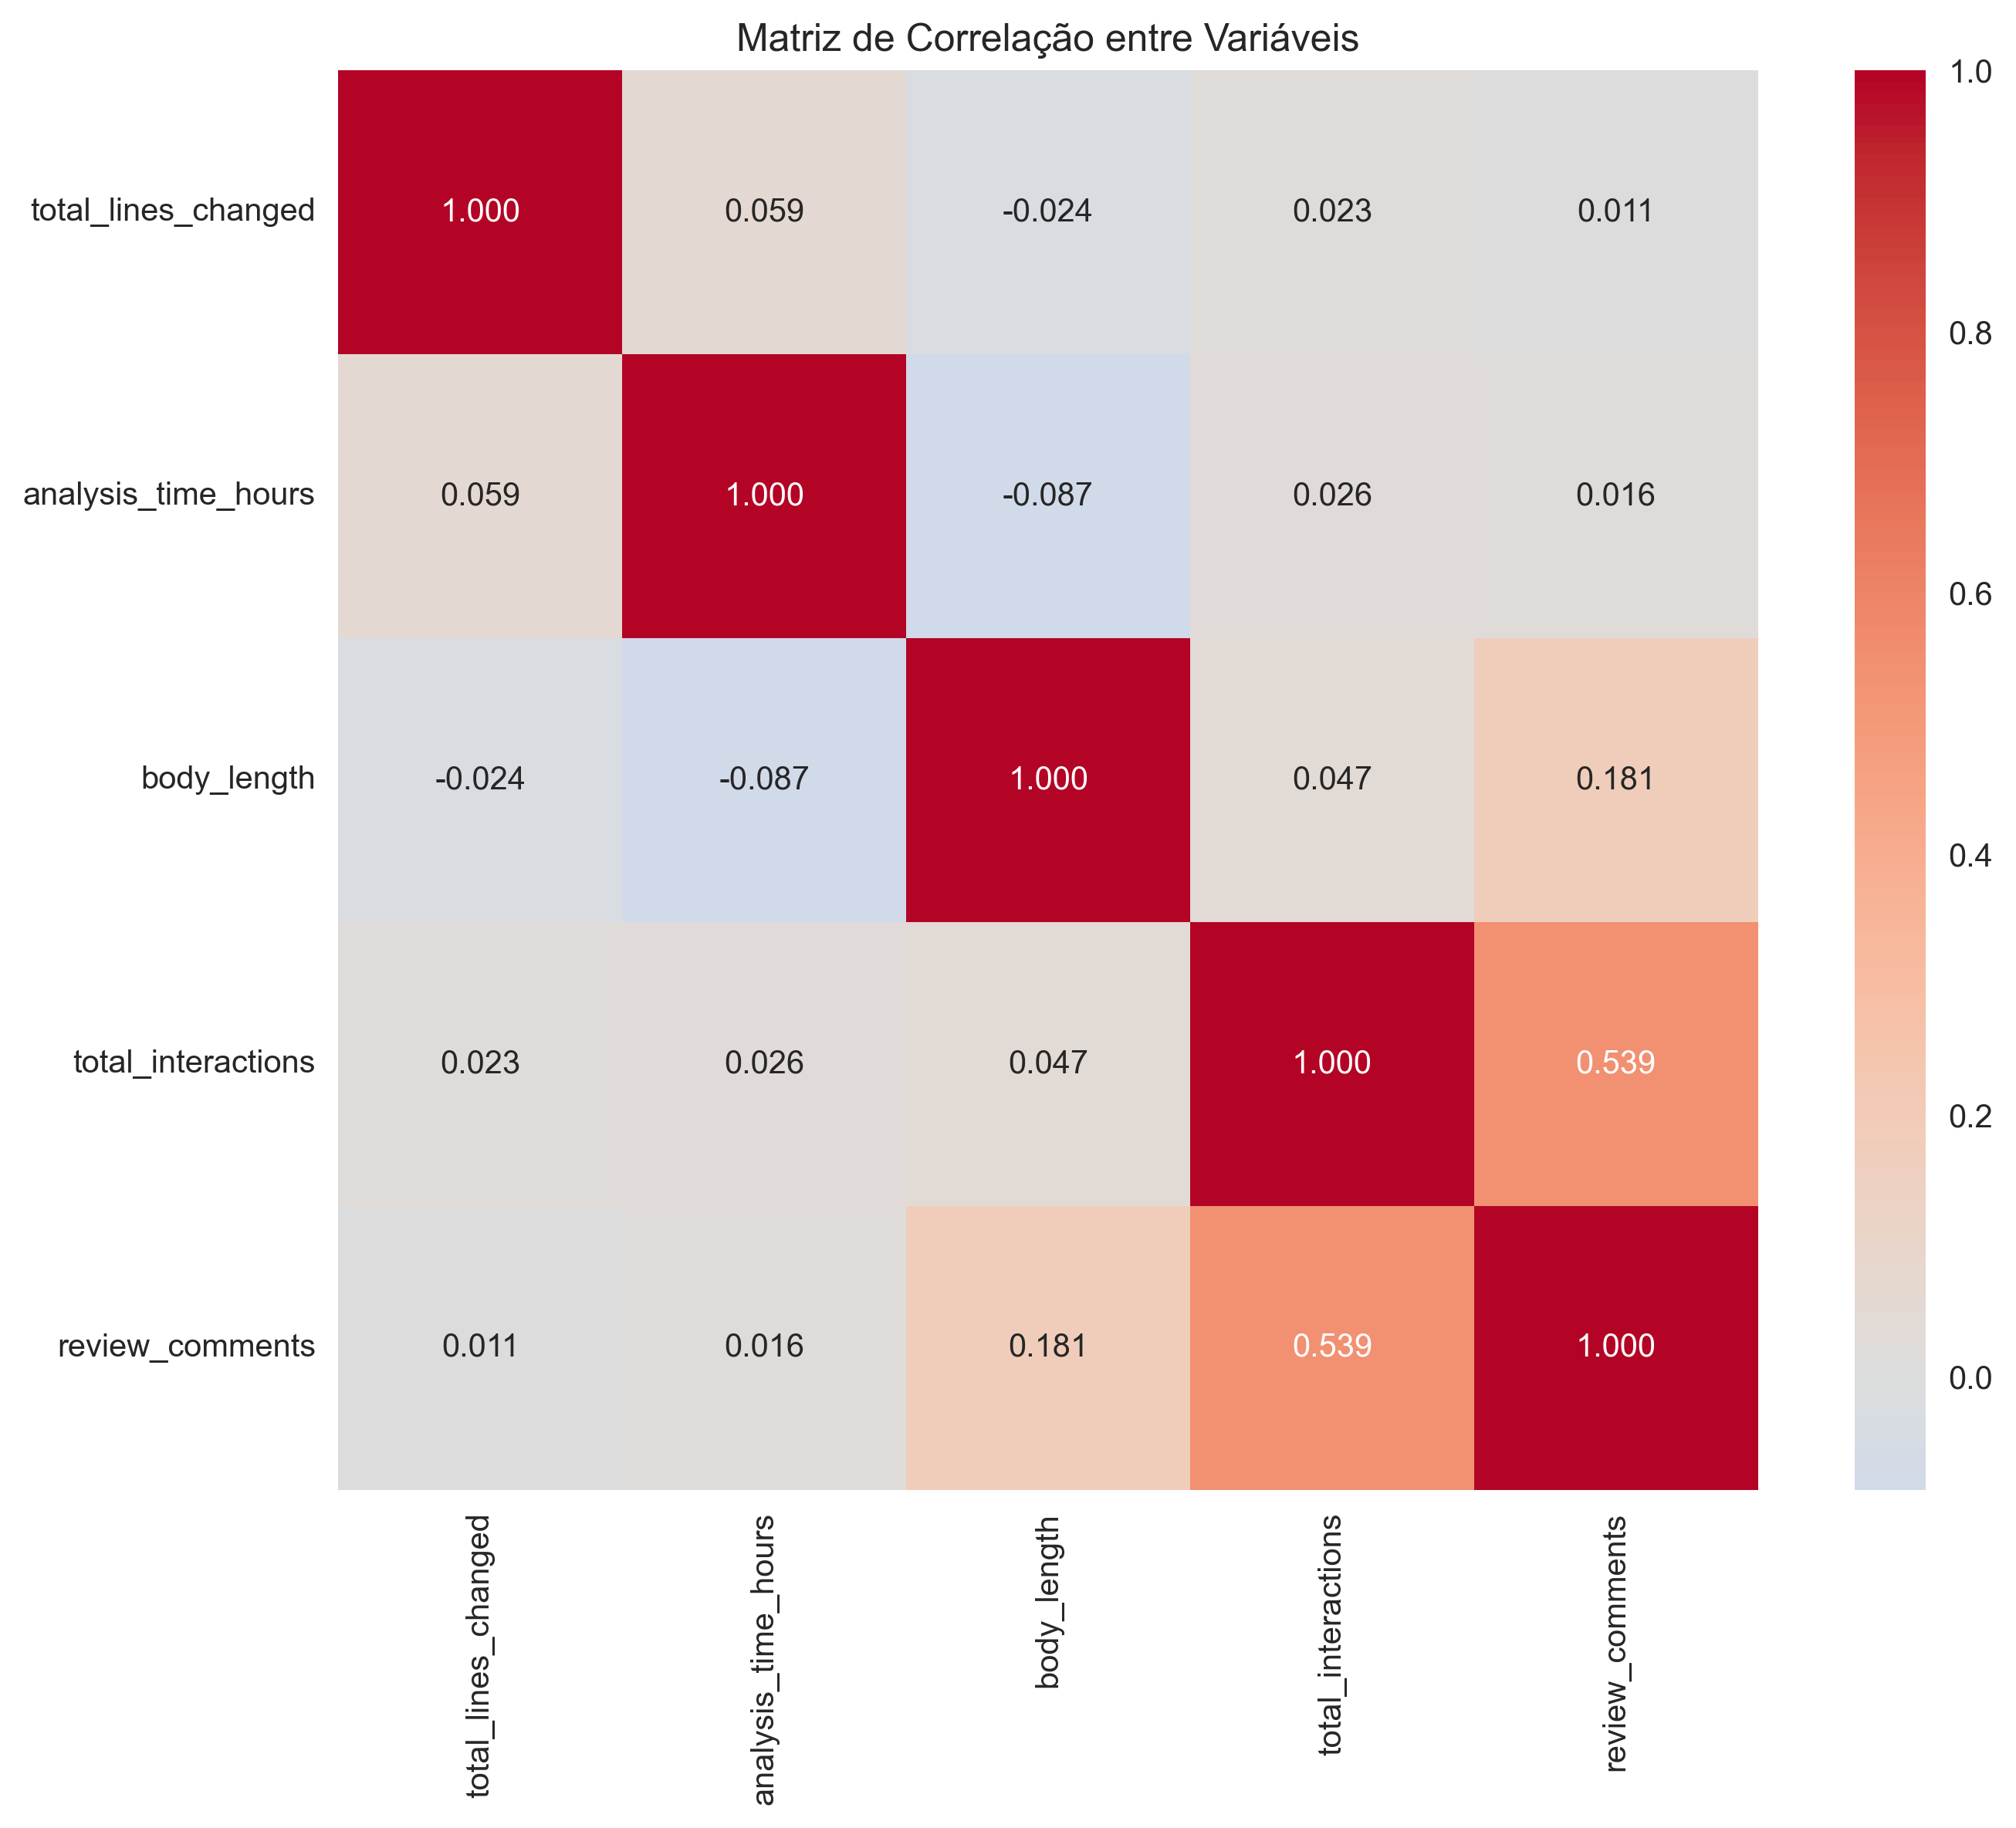 Matriz de Correlação entre Variáveis
total_lines_changed 1.000 0.059 -0.024 0.023 0.011
analysis_time_hours 0.059 1.000 -0.087 0.026 0.016
body_length -0.024 -0.087 1.000 0.047 0.181
total_interactions 0.023 0.026 0.047 1.000 0.539
review_comments 0.011 0.016 0.181 0.539 1.000
total_lines_changed
analysis_time_hours
body_length
total_interactions
review_comments
1.0
0.8
0.6
0.4
0.2
0.0